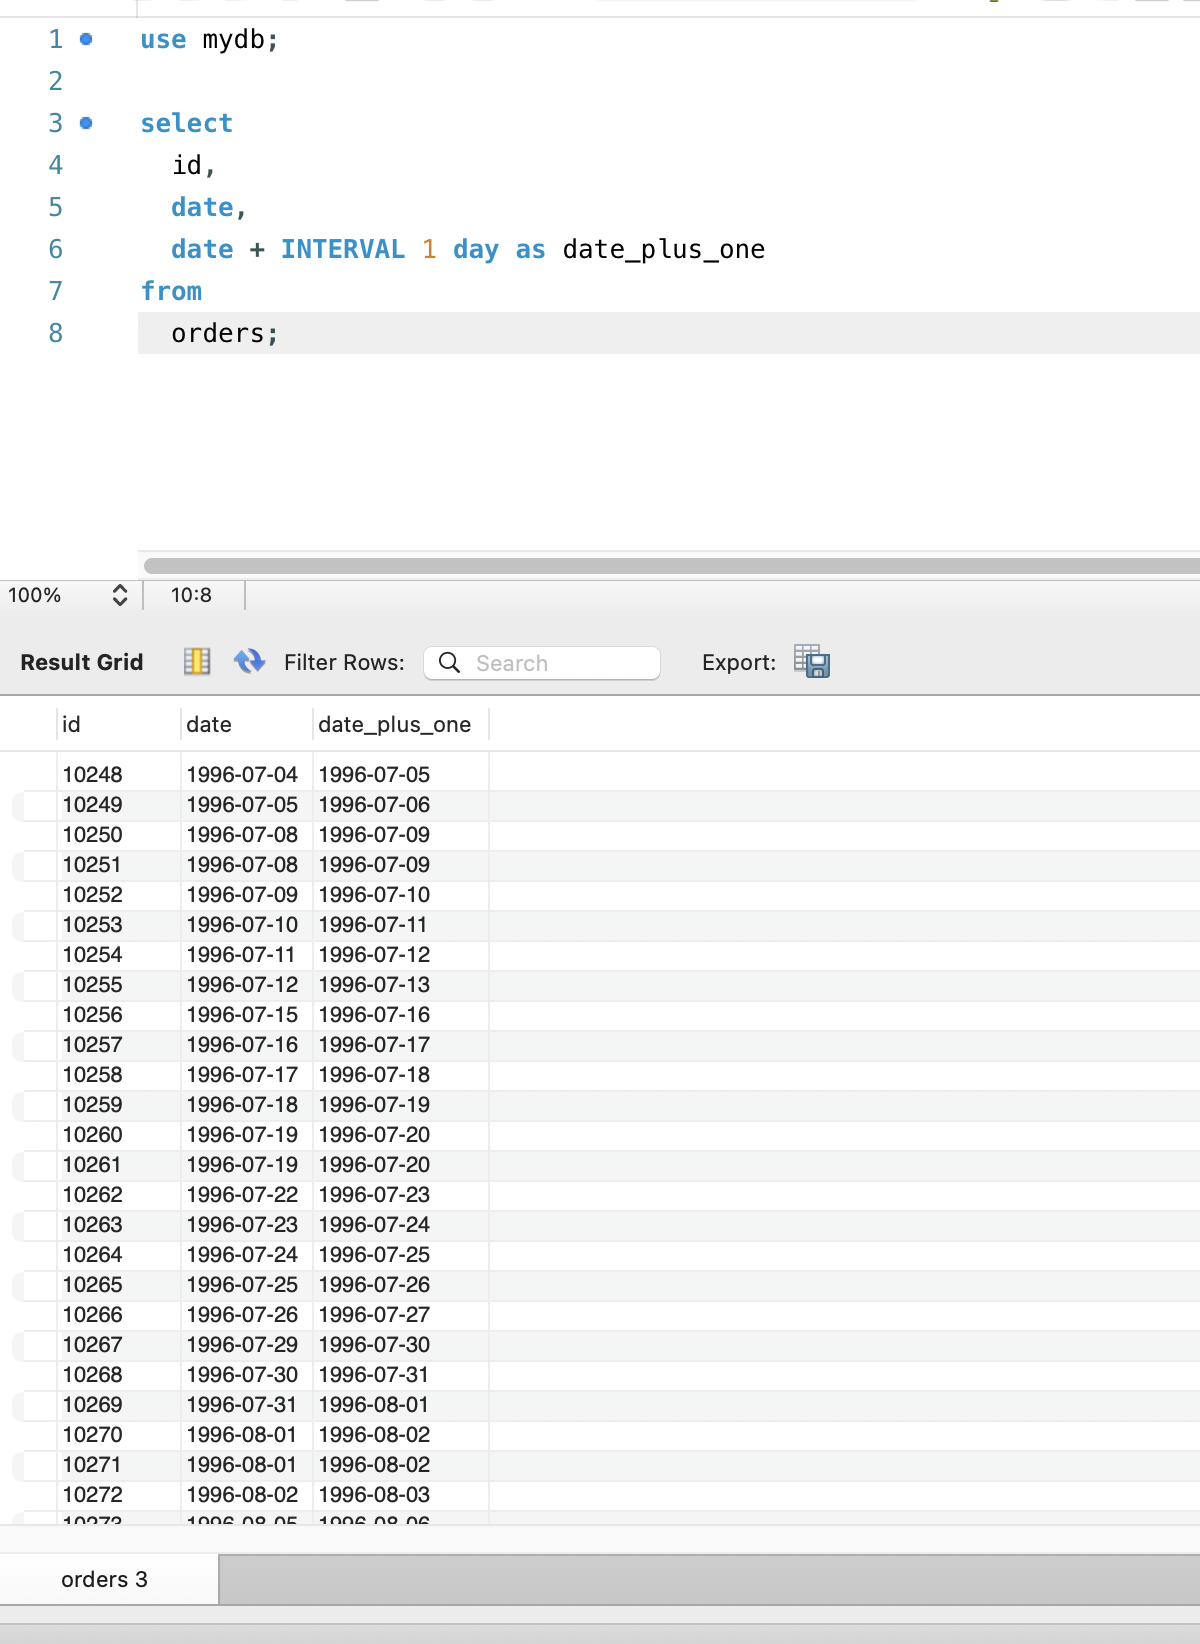 1 use mydb;
2
3 select
4 id,
5 date,
6 date + INTERVAL 1 day as date_plus_one
7 from
8 orders;
100% 10:8
Result Grid Filter Rows: Search Export:
id date date_plus_one
10248 1996-07-04 1996-07-05
10249 1996-07-05 1996-07-06
10250 1996-07-08 1996-07-09
10251 1996-07-08 1996-07-09
10252 1996-07-09 1996-07-10
10253 1996-07-10 1996-07-11
10254 1996-07-11 1996-07-12
10255 1996-07-12 1996-07-13
10256 1996-07-15 1996-07-16
10257 1996-07-16 1996-07-17
10258 1996-07-17 1996-07-18
10259 1996-07-18 1996-07-19
10260 1996-07-19 1996-07-20
10261 1996-07-19 1996-07-20
10262 1996-07-22 1996-07-23
10263 1996-07-23 1996-07-24
10264 1996-07-24 1996-07-25
10265 1996-07-25 1996-07-26
10266 1996-07-26 1996-07-27
10267 1996-07-29 1996-07-30
10268 1996-07-30 1996-07-31
10269 1996-07-31 1996-08-01
10270 1996-08-01 1996-08-02
10271 1996-08-01 1996-08-02
10272 1996-08-02 1996-08-03
10273 1996-08-05 1996-08-06
orders 3